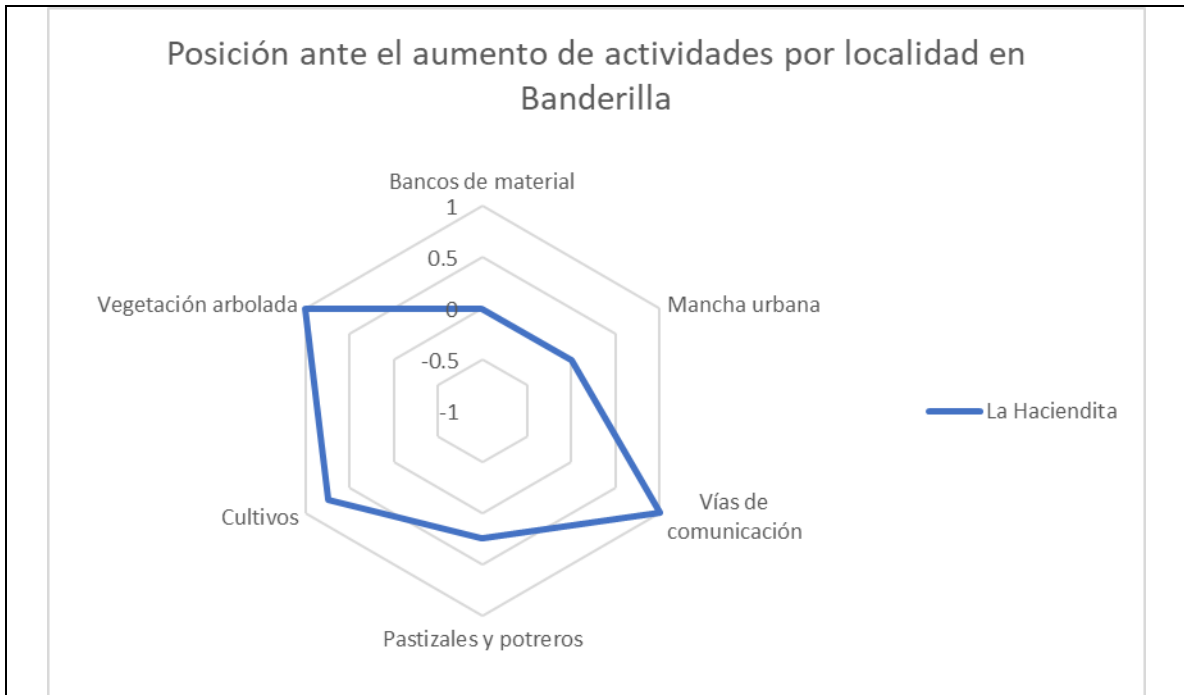 Posición ante el aumento de actividades por localidad en
Banderilla
Bancos de material
1
0.5
0
-0.5
-1
Vegetación arbolada
Mancha urbana
La Haciendita
Cultivos
Vías de
comunicación
Pastizales y potreros